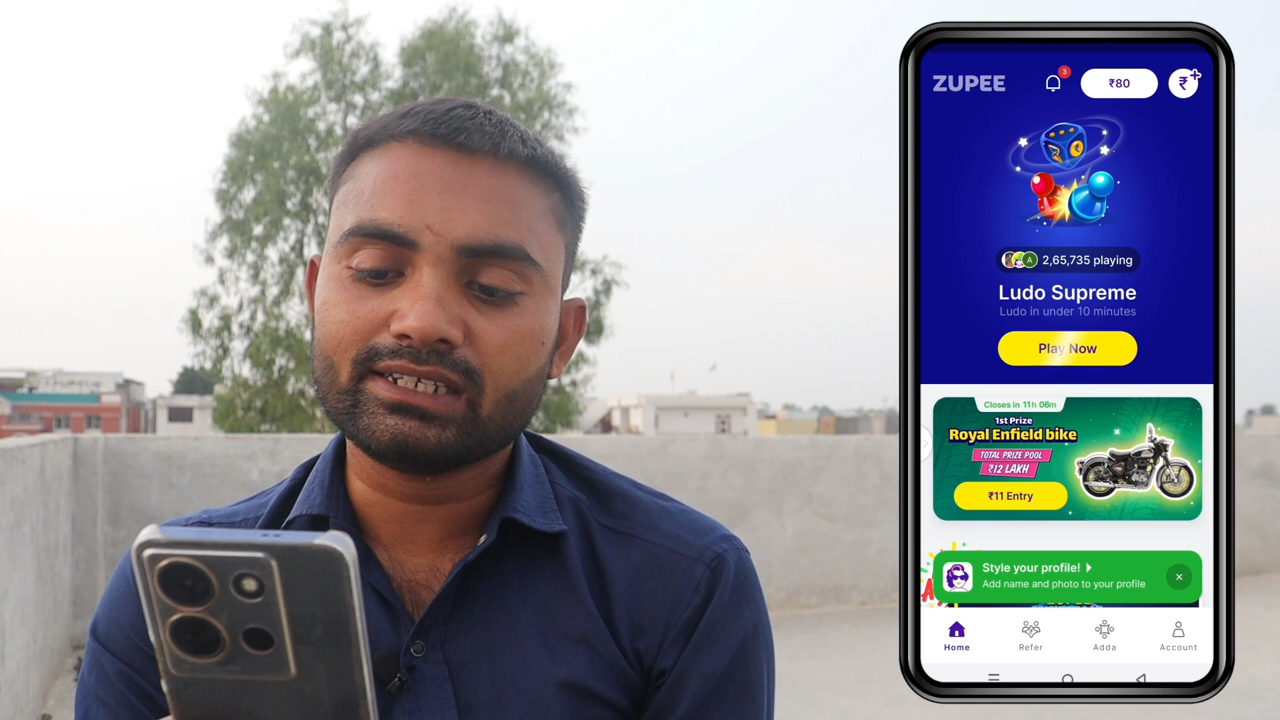 ZUPEE
3
₹80
₹
A
2,65,735 playing
Ludo Supreme
Ludo in under 10 minutes
Play Now
Closes in 11h 06m
1st Prize
Royal Enfield bike
TOTAL PRIZE POOL
₹12 LAKH
₹11 Entry
Style your profile!
Add name and photo to your profile
Home
Refer
Adda
Account